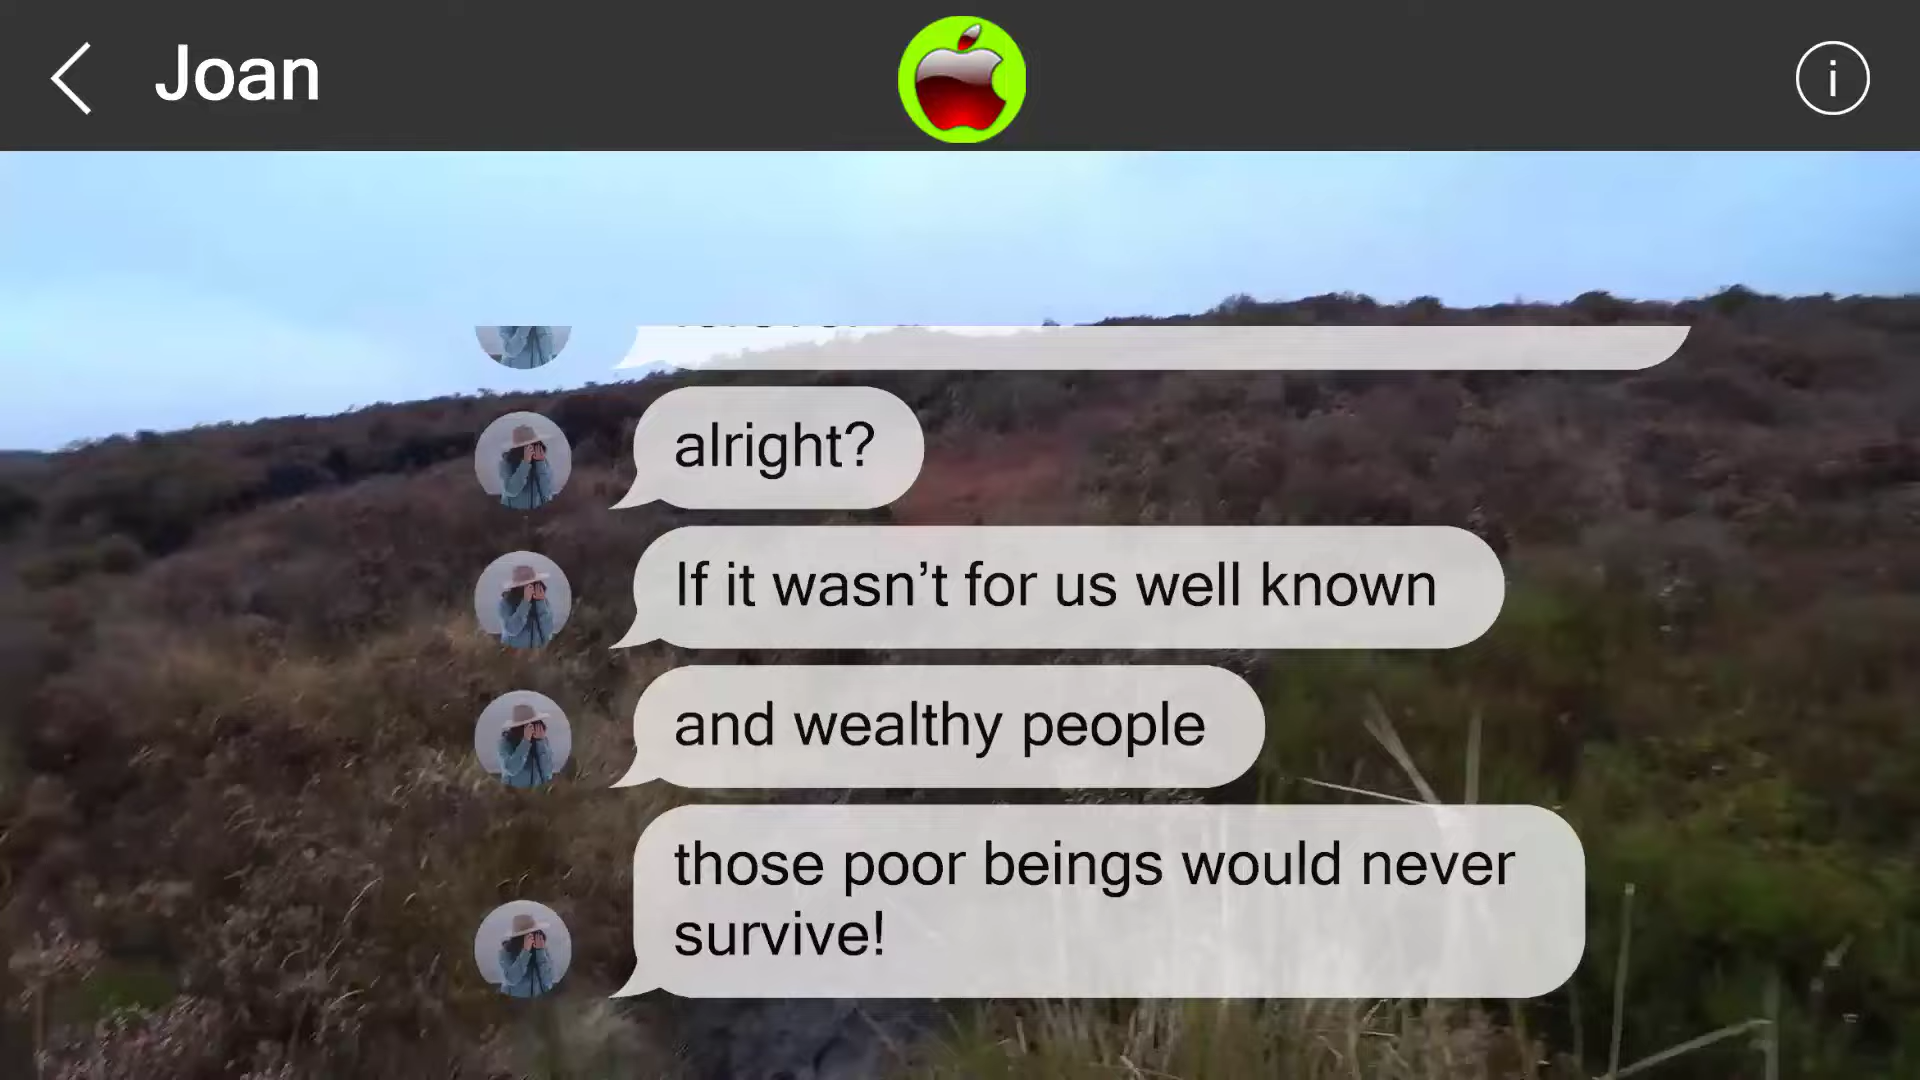 Joan
alright?
If it wasn’t for us well known
and wealthy people
those poor beings would never
survive!